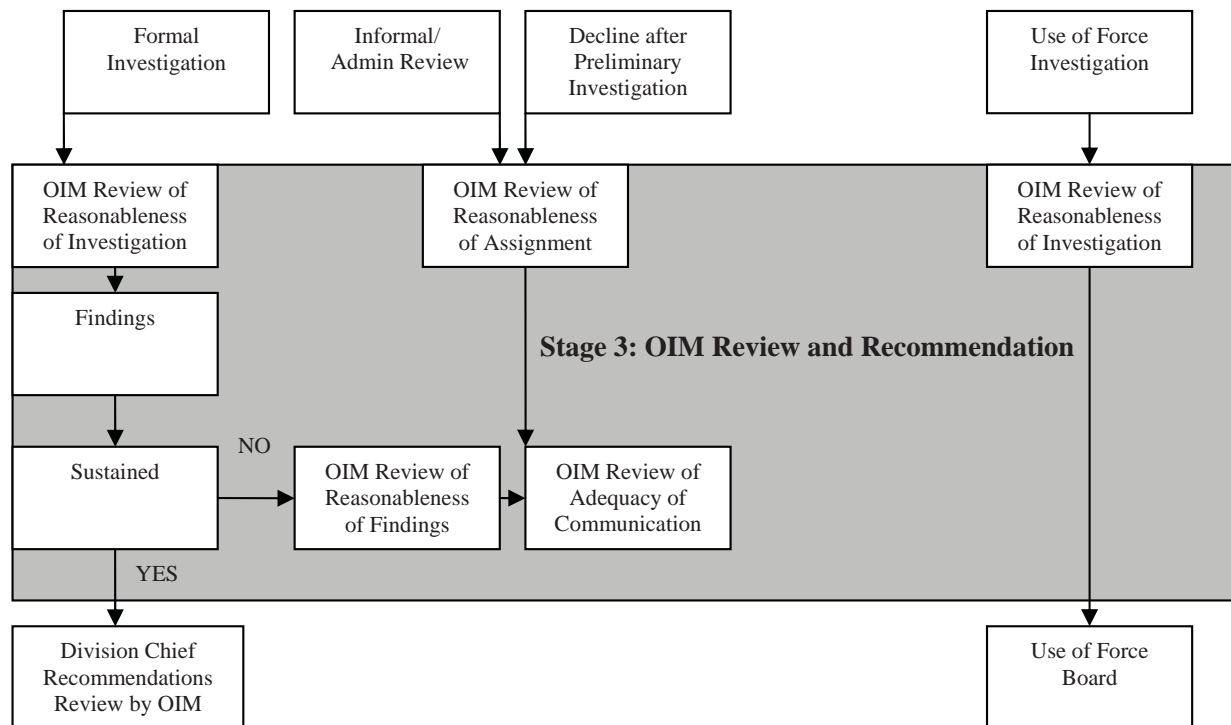 Formal
Investigation
Informal/
Admin Review
Decline after
Preliminary
Investigation
Use of Force
Investigation
OIM Review of
Reasonableness
of Investigation
OIM Review of
Reasonableness
of Assignment
OIM Review of
Reasonableness
of Investigation
Findings
Stage 3: OIM Review and Recommendation
Sustained
NO
OIM Review of
Reasonableness
of Findings
OIM Review of
Adequacy of
Communication
YES
Division Chief
Recommendations
Review by OIM
Use of Force
Board